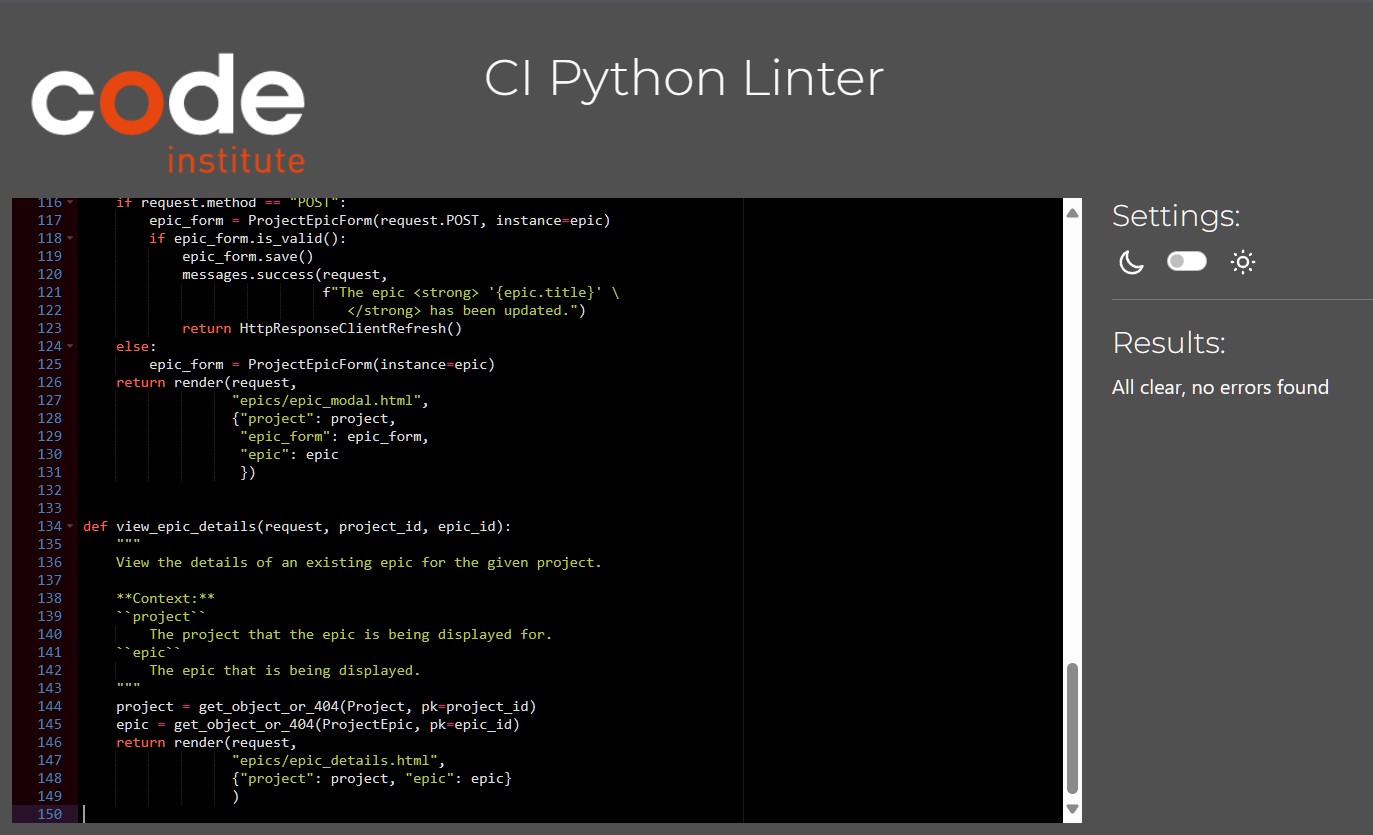 code
institute
CI Python Linter
116 if request.method == "POST":
117 epic_form = ProjectEpicForm(request.POST, instance=epic)
118 if epic_form.is_valid():
119 epic_form.save()
120 messages.success(request,
121 f"The epic <strong> '{epic.title}' \
122 </strong> has been updated.")
123 return HttpResponseClientRefresh()
124 else:
125 epic_form = ProjectEpicForm(instance=epic)
126 return render(request,
127 "epics/epic_modal.html",
128 {"project": project,
129 "epic_form": epic_form,
130 "epic": epic
131 })
132
133
134 def view_epic_details(request, project_id, epic_id):
135 """
136 View the details of an existing epic for the given project.
137
138 **Context:**
139 ``project``
140 The project that the epic is being displayed for.
141 ``epic``
142 The epic that is being displayed.
143 """
144 project = get_object_or_404(Project, pk=project_id)
145 epic = get_object_or_404(ProjectEpic, pk=epic_id)
146 return render(request,
147 "epics/epic_details.html",
148 {"project": project, "epic": epic}
149 )
150
Settings:
Results:
All clear, no errors found